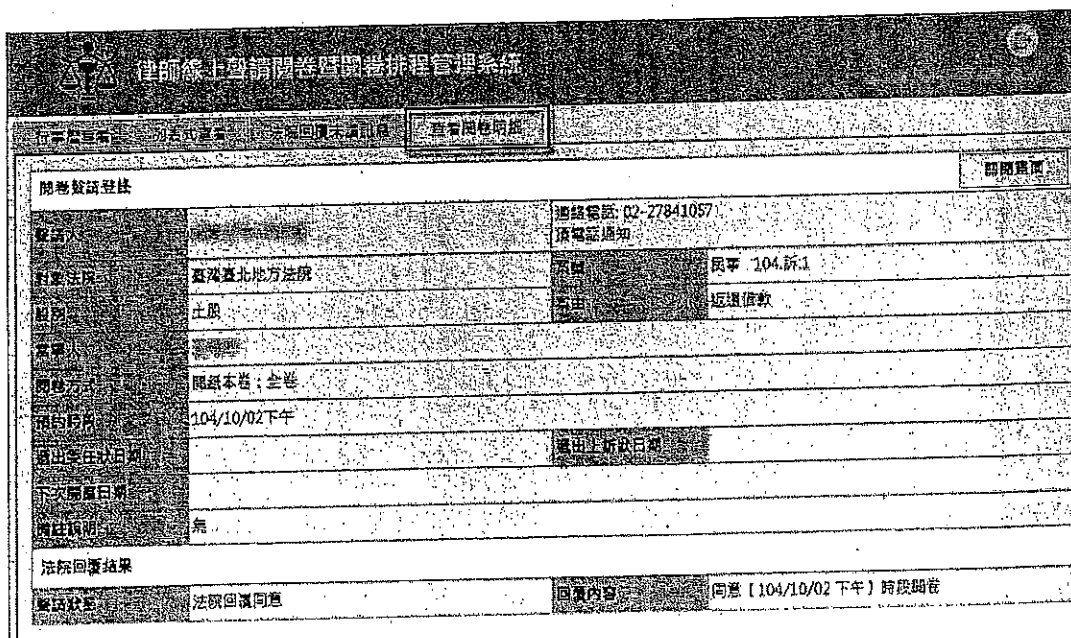 律師線上聲請閱卷暨閱卷排程管理系統
查看閱卷明細
關閉畫面
閱卷聲請登錄
聲請人
連絡電話: 02-27841057
須電話通知
對象法院 臺灣臺北地方法院 民事 104.訴.1
股別 土股 案由 返還借款
當事人
閱卷方式 閱紙本卷；全卷
預約時段 104/10/02下午
遞出委任狀日期 遞出上訴狀日期
下次開庭日期
備註說明 無
法院回覆結果
聲請狀態 法院回覆同意 回覆內容 同意【104/10/02 下午】時段閱卷